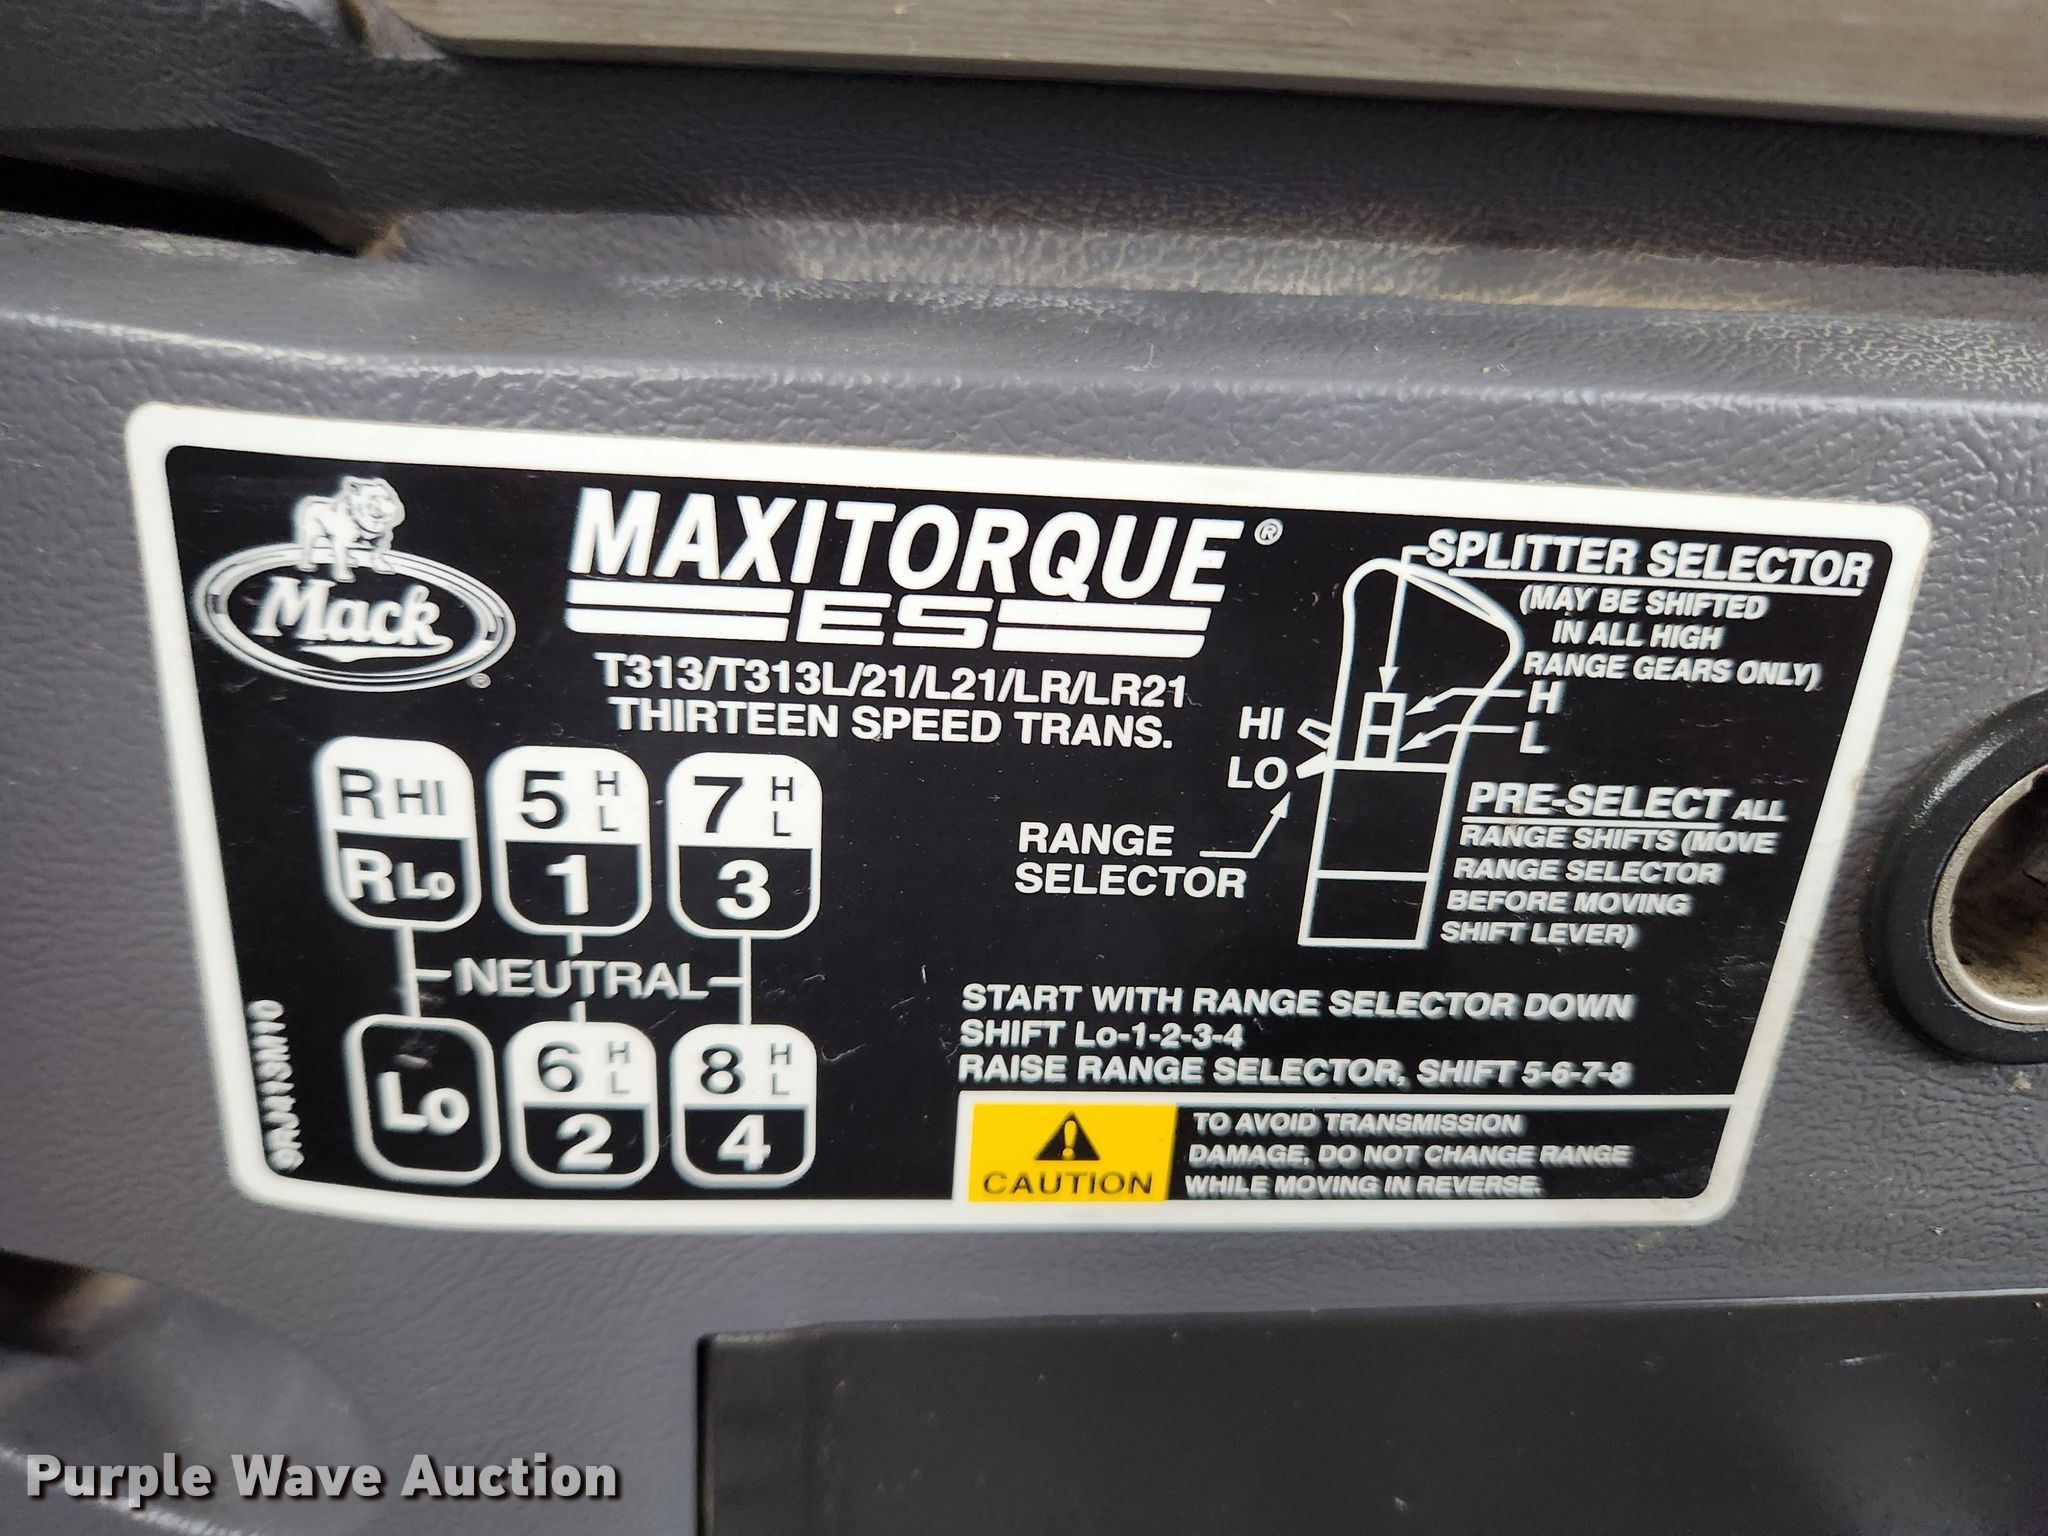 Mack®
MAXITORQUE®
ES
T313/T313L/21/L21/LR/LR21
THIRTEEN SPEED TRANS.
R HI
R Lo
5 H L
1
7 H L
3
NEUTRAL
Lo
6 H L
2
8 H L
4
9RJ413M10
SPLITTER SELECTOR
(MAY BE SHIFTED
IN ALL HIGH
RANGE GEARS ONLY)
H
L
HI
LO
RANGE
SELECTOR
PRE-SELECT ALL
RANGE SHIFTS (MOVE
RANGE SELECTOR
BEFORE MOVING
SHIFT LEVER)
START WITH RANGE SELECTOR DOWN
SHIFT Lo-1-2-3-4
RAISE RANGE SELECTOR, SHIFT 5-6-7-8
CAUTION
TO AVOID TRANSMISSION
DAMAGE, DO NOT CHANGE RANGE
WHILE MOVING IN REVERSE.
Purple Wave Auction